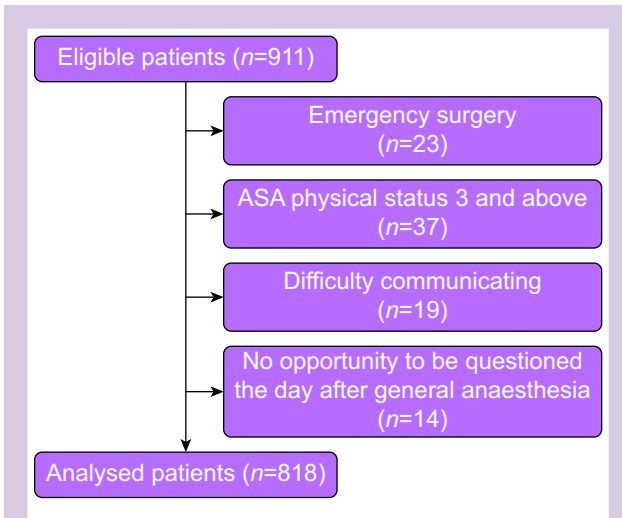 Eligible patients (n=911)
Emergency surgery
(n=23)
ASA physical status 3 and above
(n=37)
Difficulty communicating
(n=19)
No opportunity to be questioned
the day after general anaesthesia
(n=14)
Analysed patients (n=818)